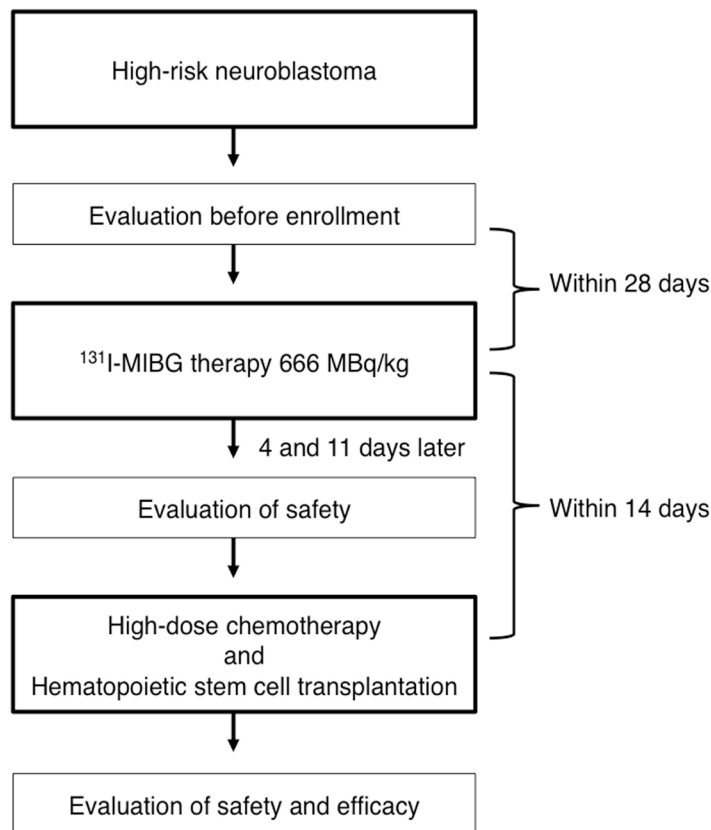 High-risk neuroblastoma
Evaluation before enrollment
Within 28 days
¹³¹I-MIBG therapy 666 MBq/kg
4 and 11 days later
Evaluation of safety
Within 14 days
High-dose chemotherapy
and
Hematopoietic stem cell transplantation
Evaluation of safety and efficacy